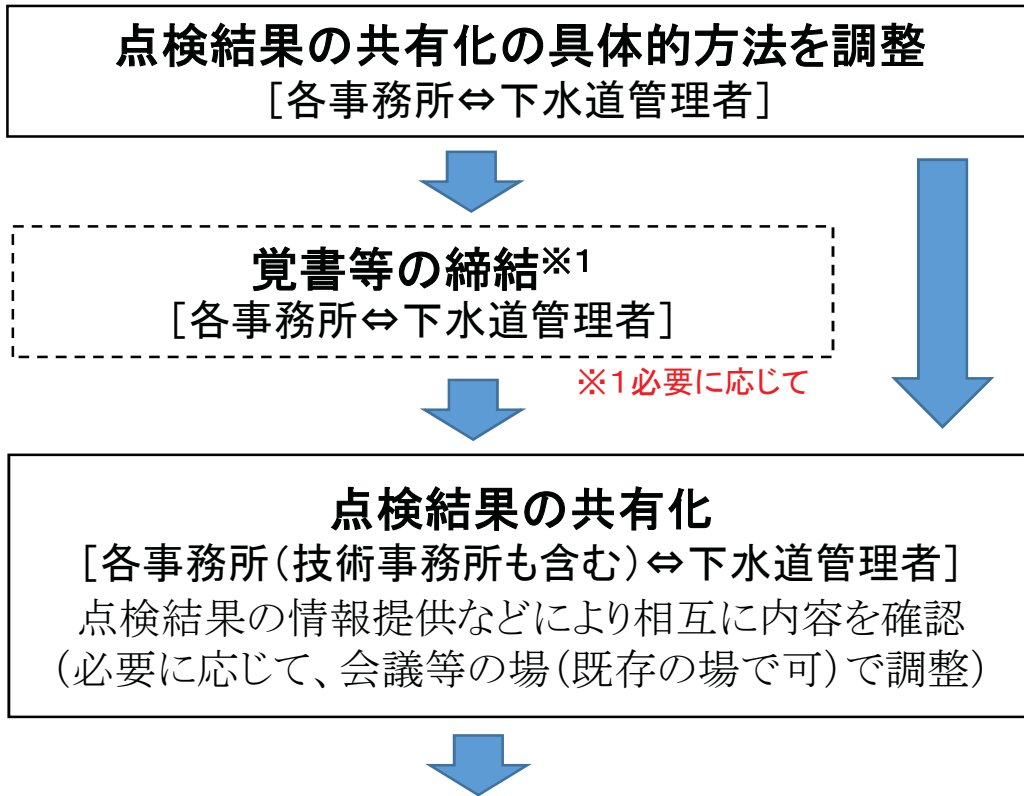 点検結果の共有化の具体的方法を調整
［各事務所⇔下水道管理者］
覚書等の締結※1
［各事務所⇔下水道管理者］
※1必要に応じて
点検結果の共有化
［各事務所（技術事務所も含む）⇔下水道管理者］
点検結果の情報提供などにより相互に内容を確認
（必要に応じて、会議等の場（既存の場で可）で調整）